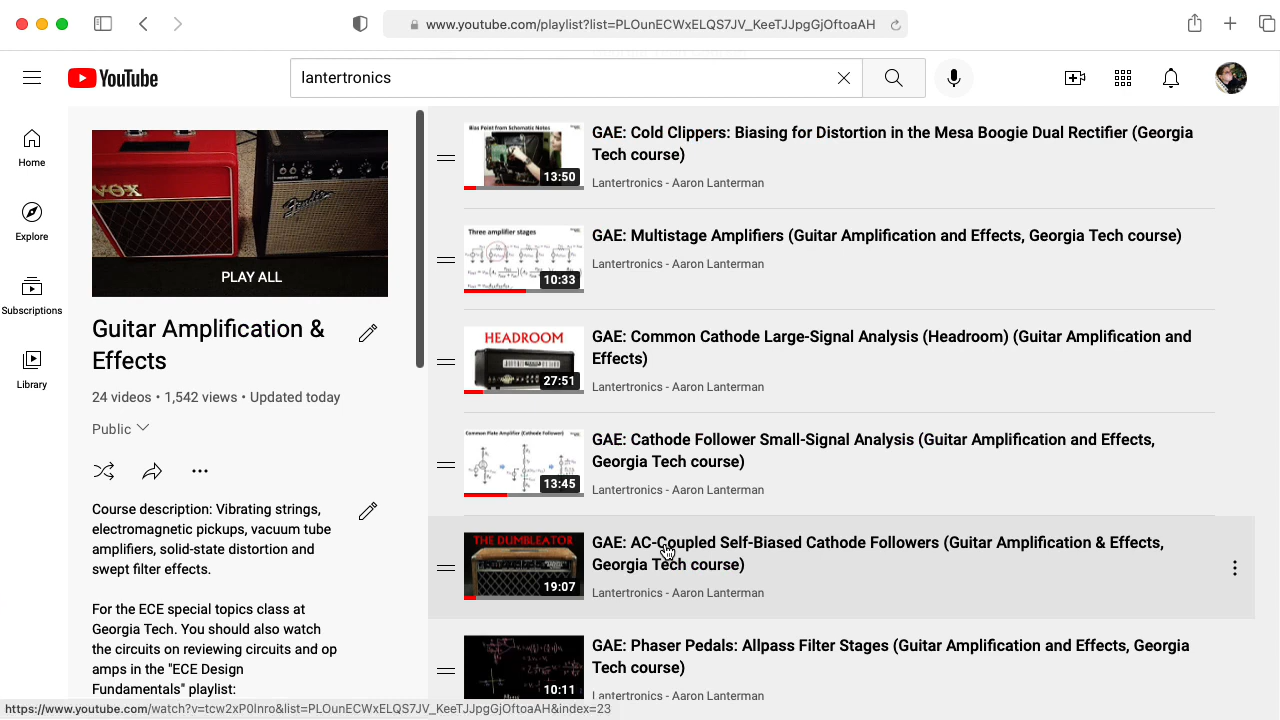 www.youtube.com/playlist?list=PLOunECWxELQS7JV_KeeTJJpgGjOftoaAH
YouTube
lantertronics
Home
Explore
Subscriptions
Library
VOX
Fender
PLAY ALL
Guitar Amplification &
Effects
24 videos • 1,542 views • Updated today
Public
Course description: Vibrating strings,
electromagnetic pickups, vacuum tube
amplifiers, solid-state distortion and
swept filter effects.
For the ECE special topics class at
Georgia Tech. You should also watch
the circuits on reviewing circuits and op
amps in the "ECE Design
Fundamentals" playlist:
Bias Point from Schematic Notes
13:50
GAE: Cold Clippers: Biasing for Distortion in the Mesa Boogie Dual Rectifier (Georgia
Tech course)
Lantertronics - Aaron Lanterman
Three amplifier stages
10:33
GAE: Multistage Amplifiers (Guitar Amplification and Effects, Georgia Tech course)
Lantertronics - Aaron Lanterman
HEADROOM
27:51
GAE: Common Cathode Large-Signal Analysis (Headroom) (Guitar Amplification and
Effects)
Lantertronics - Aaron Lanterman
Common Plate Amplifier (Cathode Follower)
13:45
GAE: Cathode Follower Small-Signal Analysis (Guitar Amplification and Effects,
Georgia Tech course)
Lantertronics - Aaron Lanterman
THE DUMBLEATOR
19:07
GAE: AC-Coupled Self-Biased Cathode Followers (Guitar Amplification & Effects,
Georgia Tech course)
Lantertronics - Aaron Lanterman
10:11
GAE: Phaser Pedals: Allpass Filter Stages (Guitar Amplification and Effects, Georgia
Tech course)
Lantertronics - Aaron Lanterman
https://www.youtube.com/watch?v=tcw2xP0Inro&list=PLOunECWxELQS7JV_KeeTJJpgGjOftoaAH&index=23